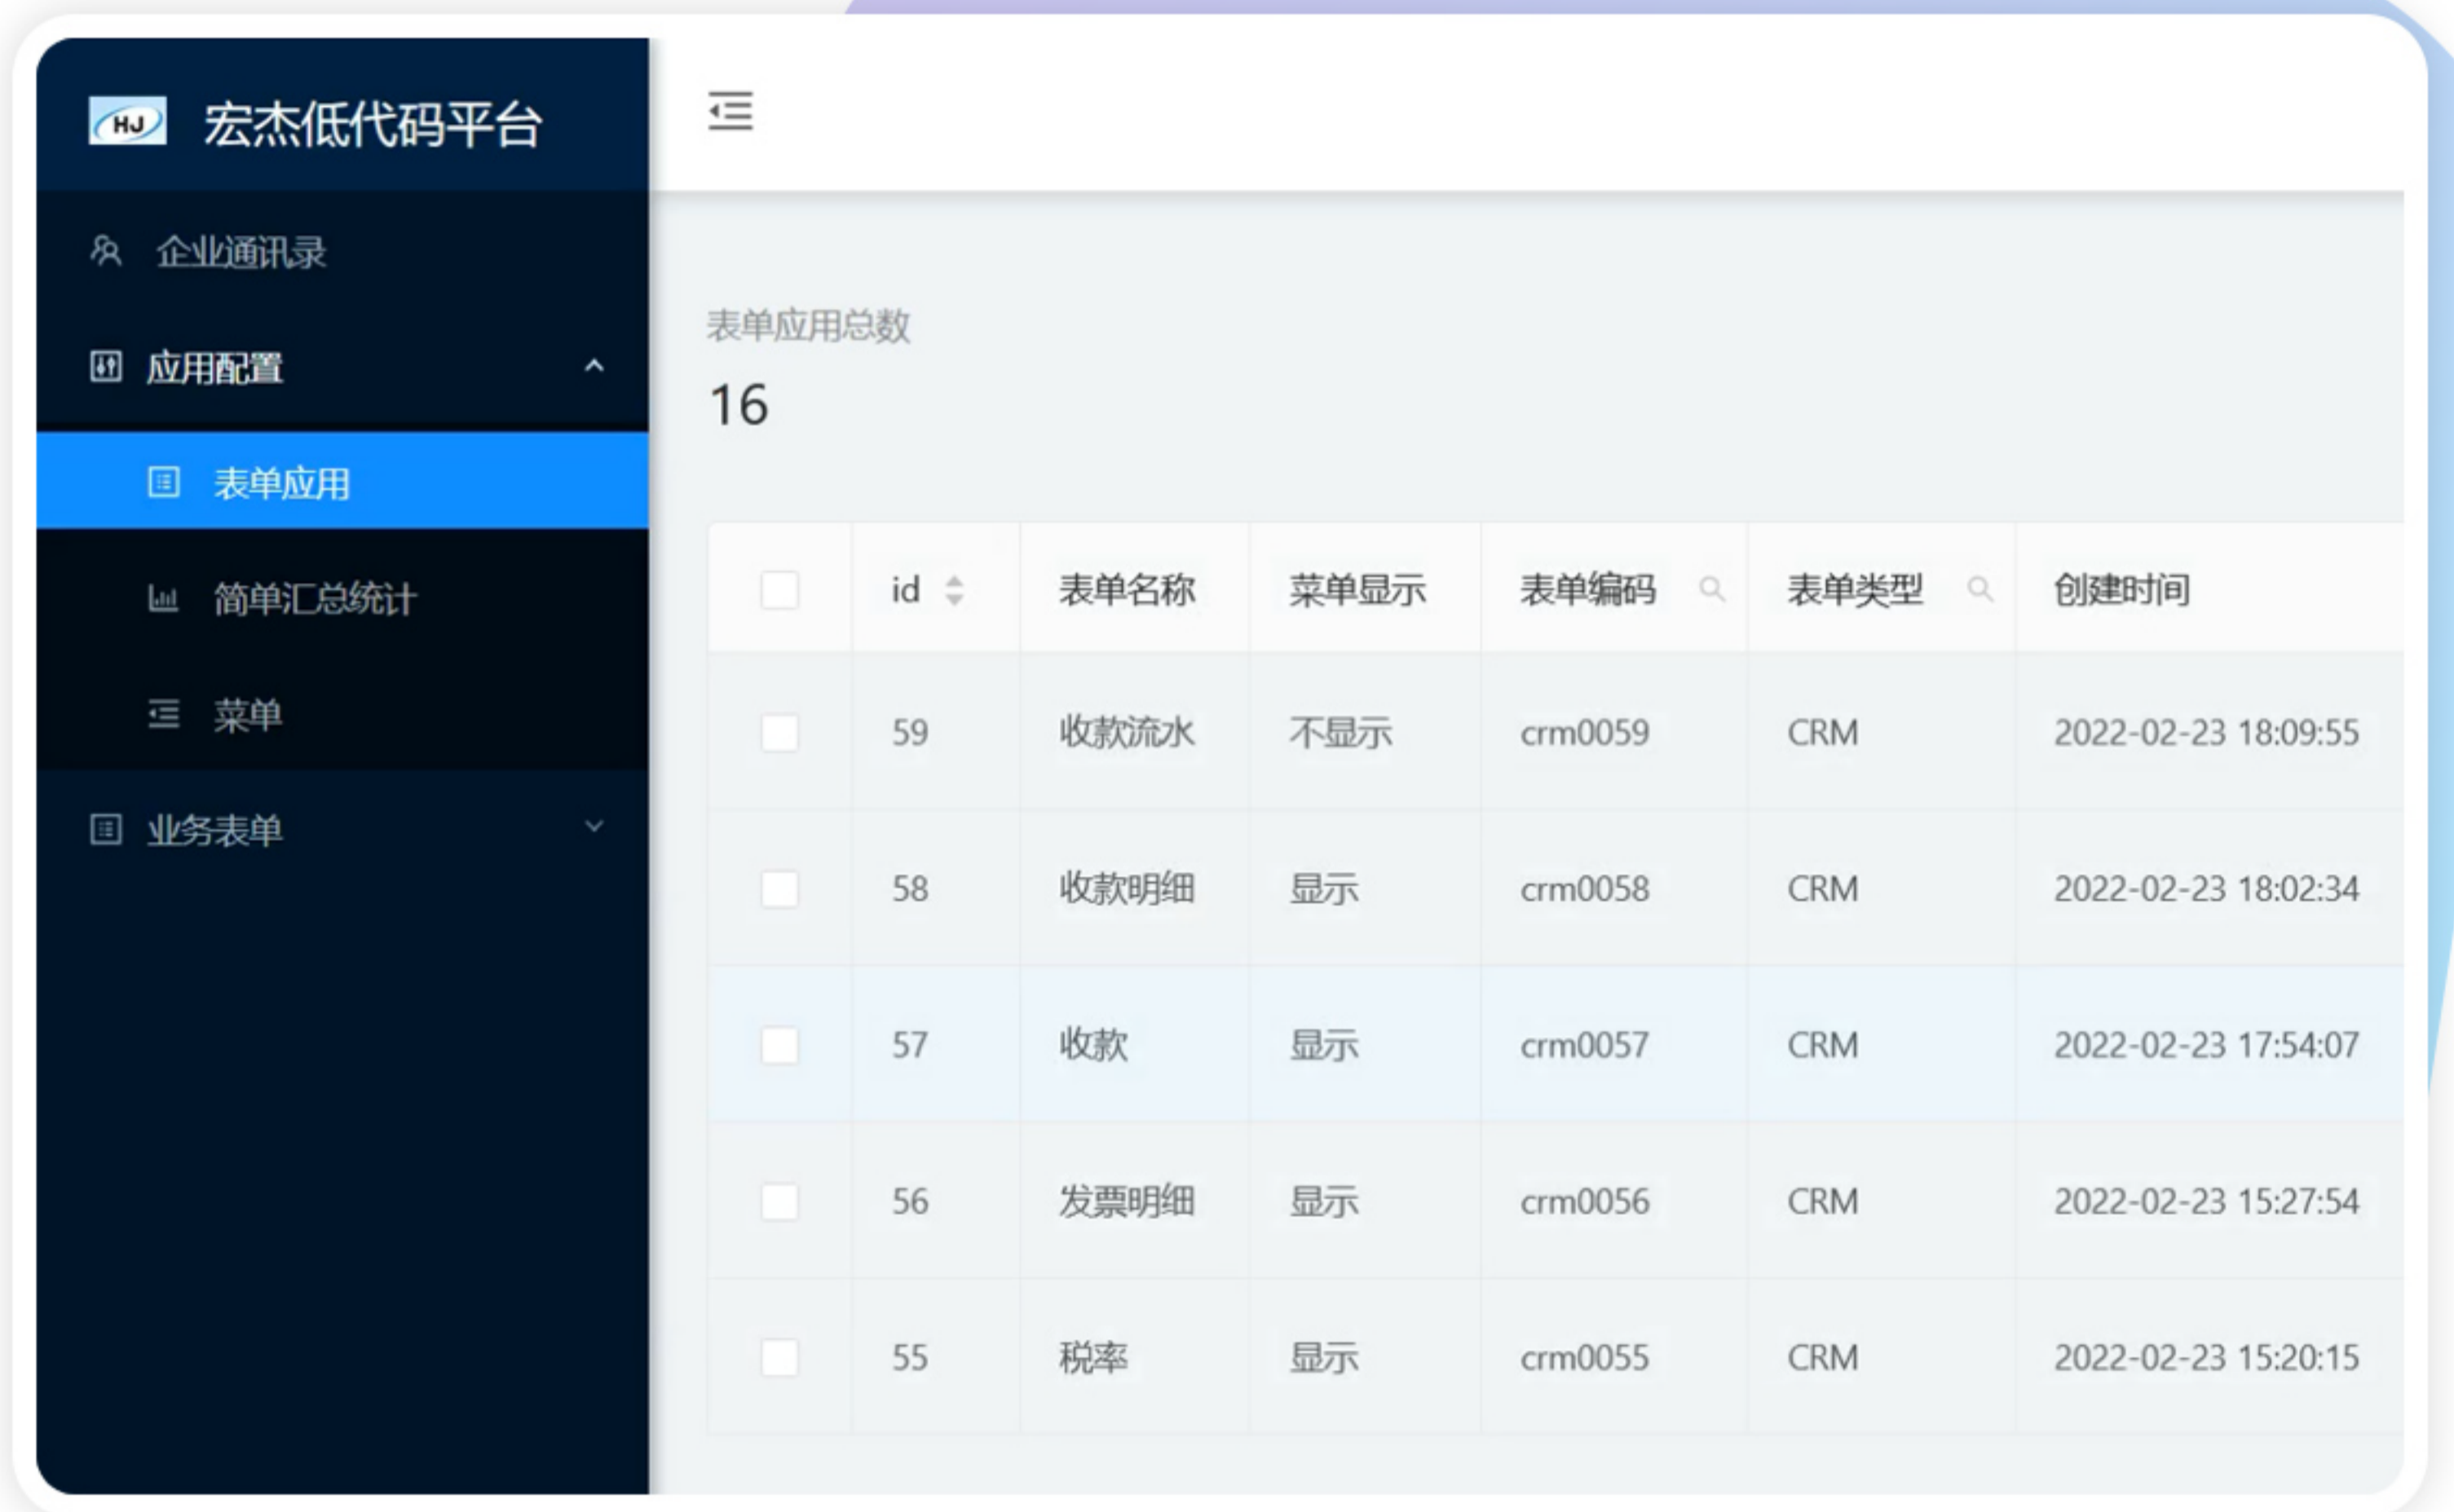 HJ 宏杰低代码平台
企业通讯录
应用配置
表单应用
简单汇总统计
菜单
业务表单
表单应用总数
16
id 表单名称 菜单显示 表单编码 表单类型 创建时间
59 收款流水 不显示 crm0059 CRM 2022-02-23 18:09:55
58 收款明细 显示 crm0058 CRM 2022-02-23 18:02:34
57 收款 显示 crm0057 CRM 2022-02-23 17:54:07
56 发票明细 显示 crm0056 CRM 2022-02-23 15:27:54
55 税率 显示 crm0055 CRM 2022-02-23 15:20:15